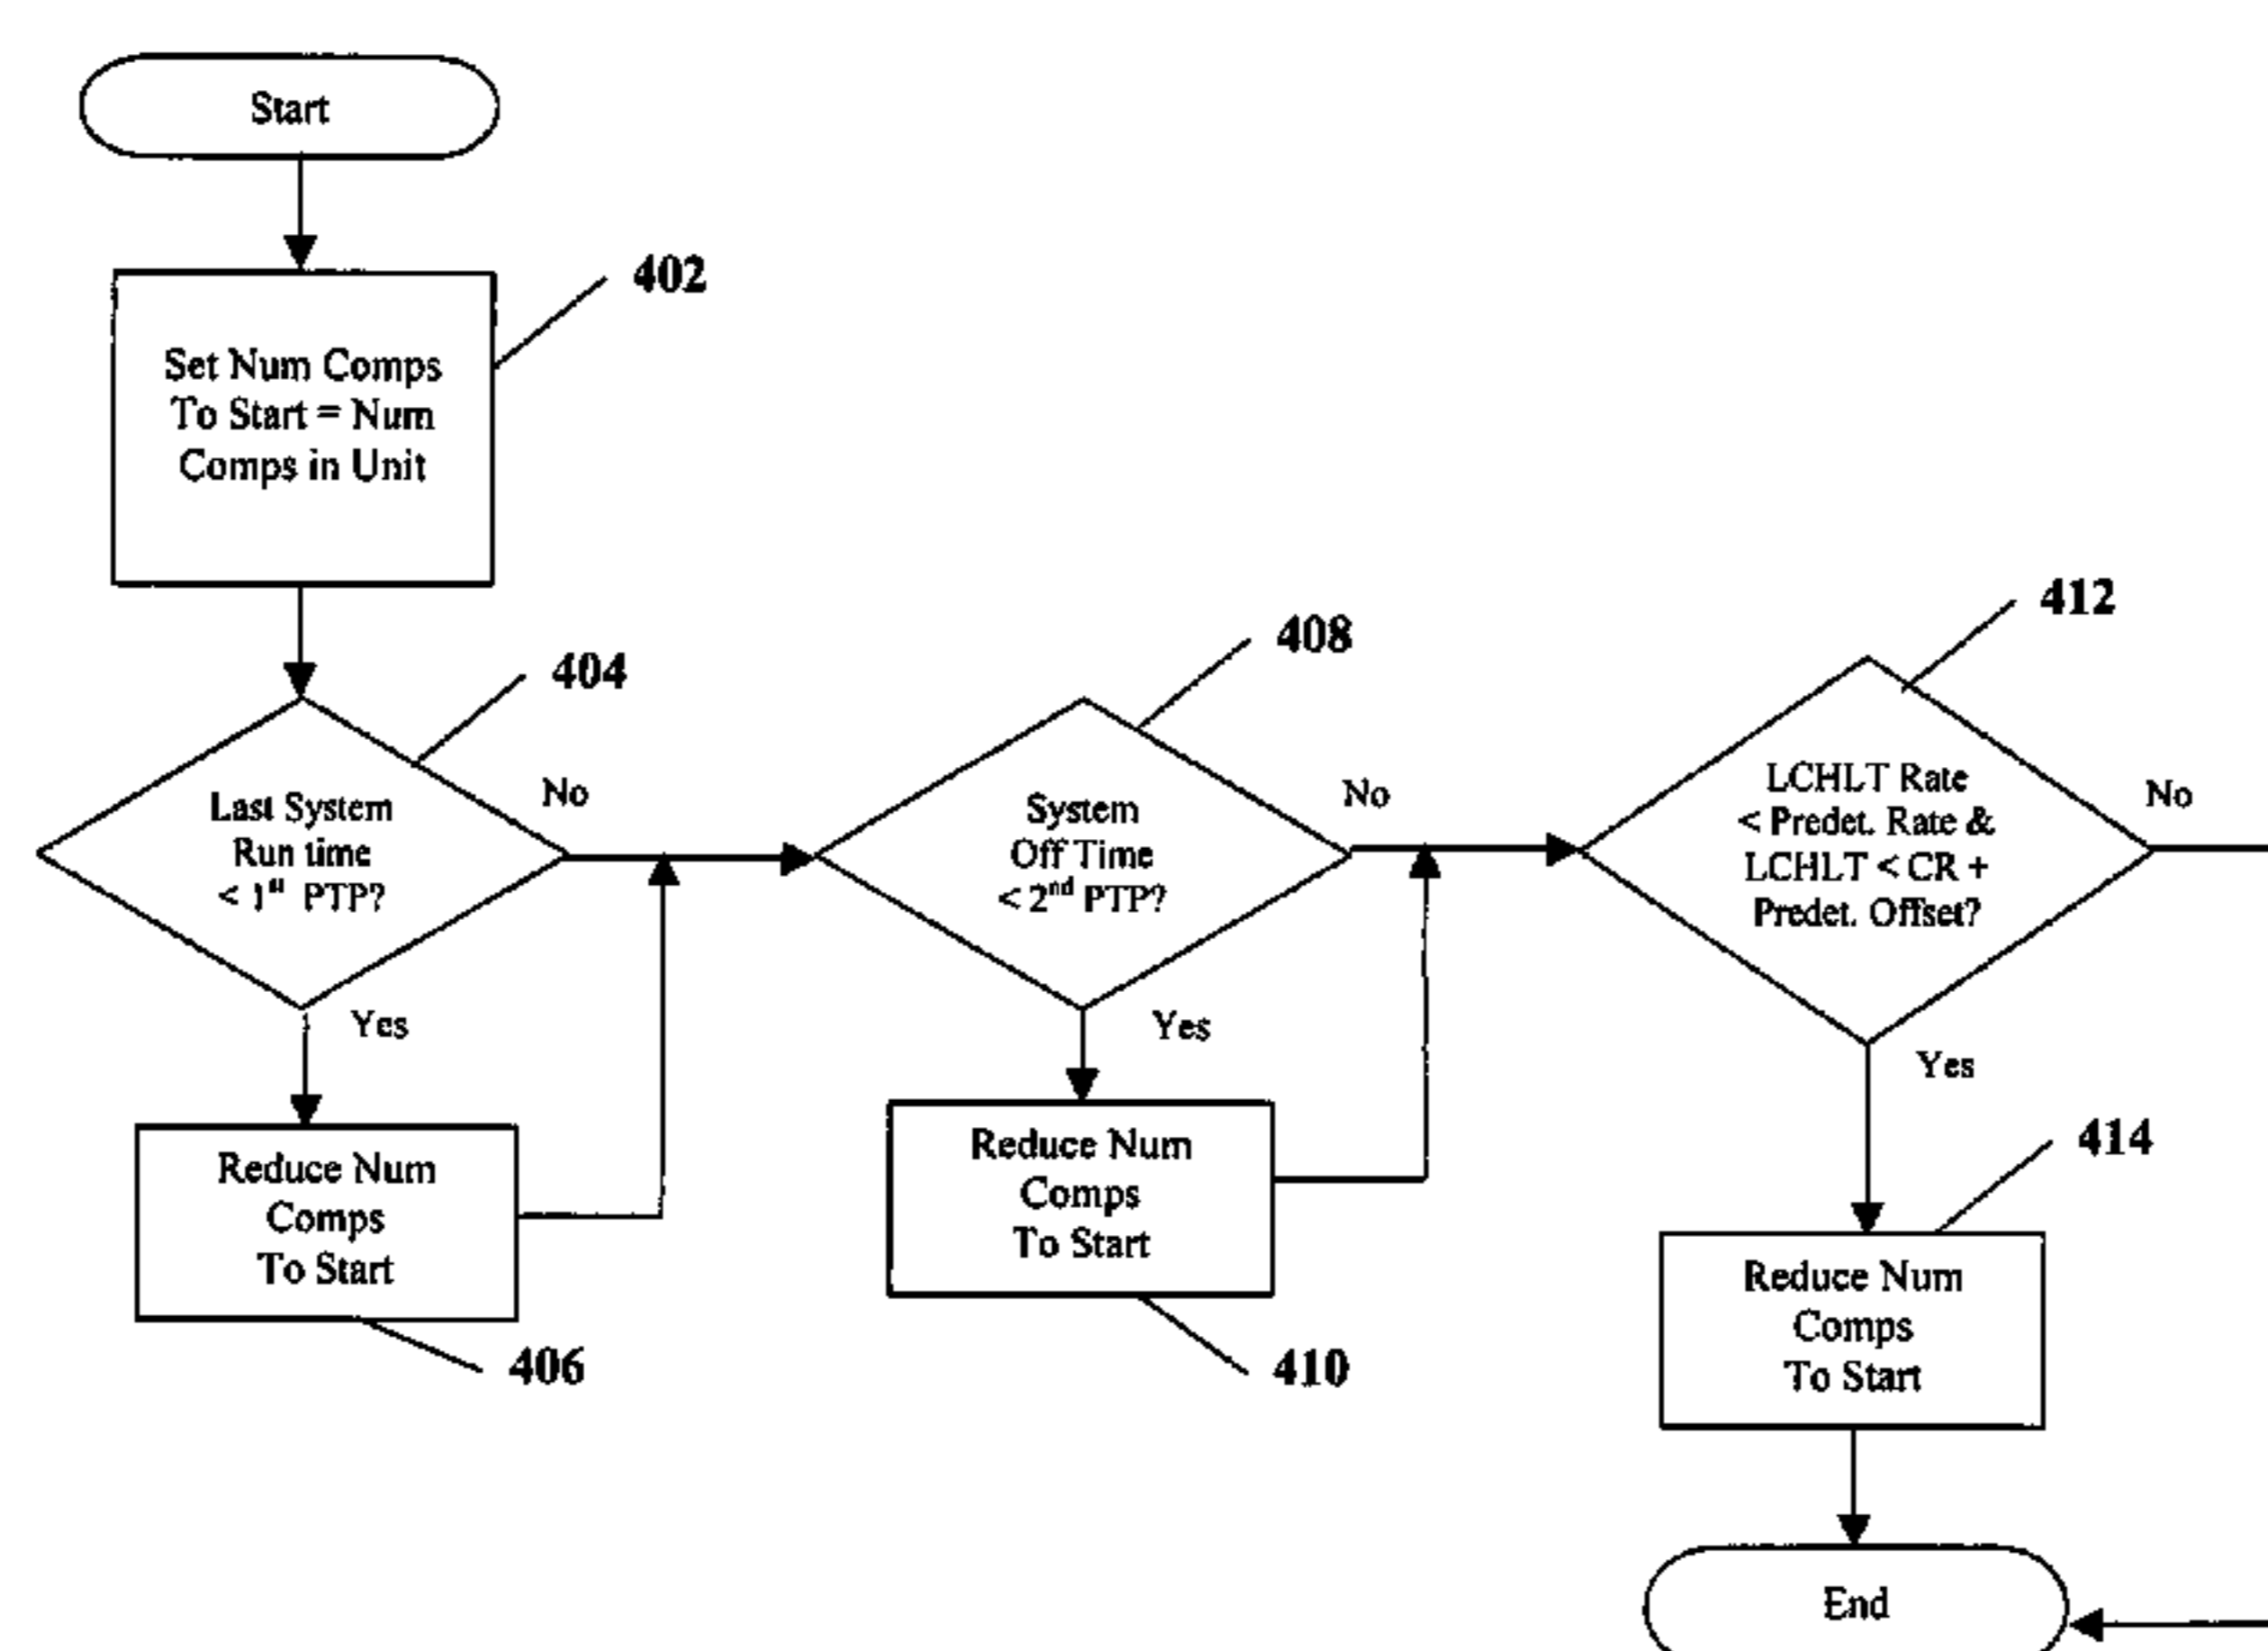 Start
402
Set Num Comps
To Start = Num
Comps in Unit
404
Last System
Run time
< 1st PTP?
No
Yes
Reduce Num
Comps
To Start
406
408
System
Off Time
< 2nd PTP?
No
Yes
Reduce Num
Comps
To Start
410
412
LCHLT Rate
< Predet. Rate &
LCHLT < CR +
Predet. Offset?
No
Yes
414
Reduce Num
Comps
To Start
End